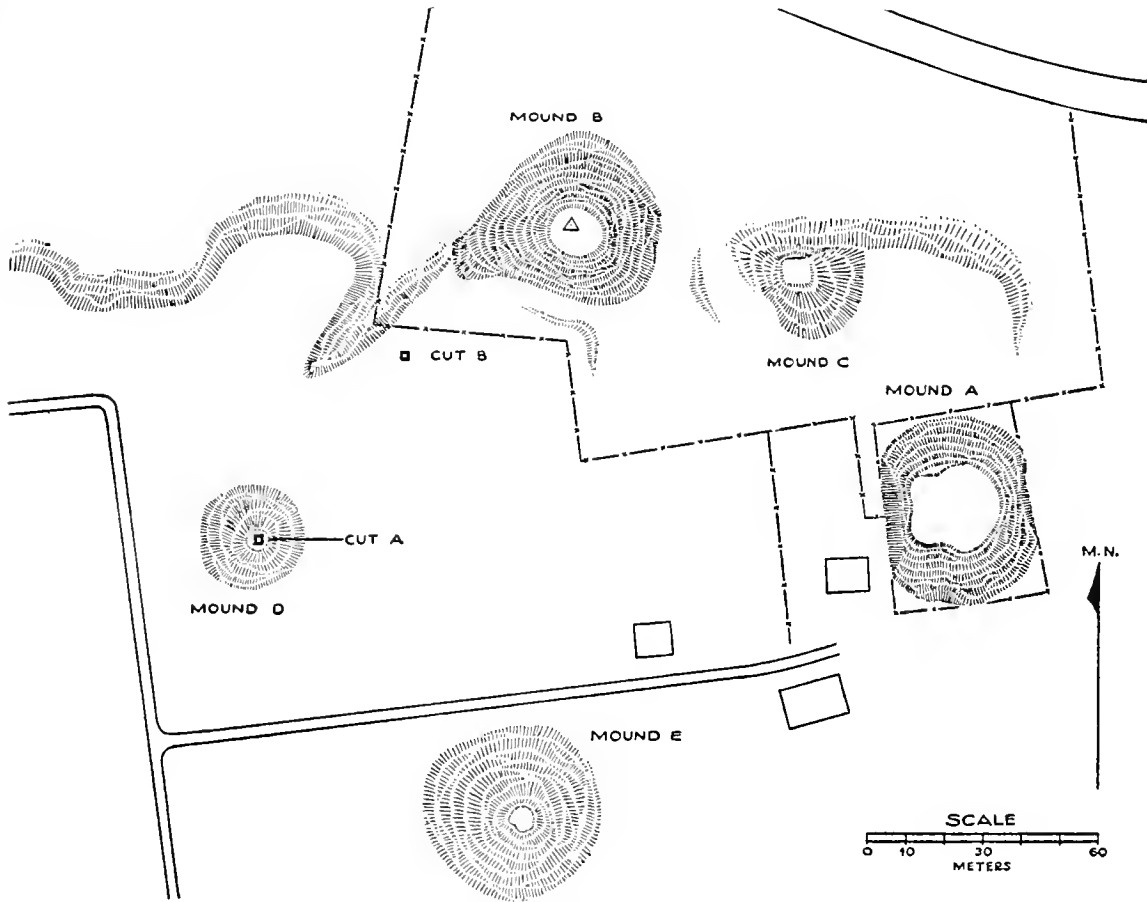 MOUND B
CUT B
MOUND C
MOUND A
CUT A
M.N.
MOUND D
MOUND E
SCALE
0 10 30 60
METERS